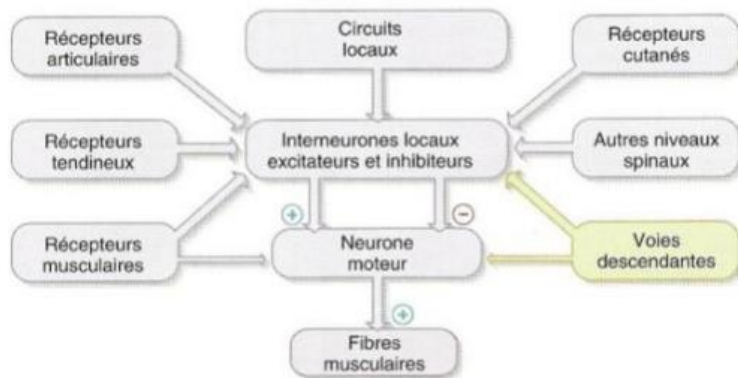 Récepteurs
articulaires
Circuits
locaux
Récepteurs
cutanés
Récepteurs
tendineux
Interneurones locaux
excitateurs et inhibiteurs
Autres niveaux
spinaux
+
−
Récepteurs
musculaires
Neurone
moteur
Voies
descendantes
+
Fibres
musculaires